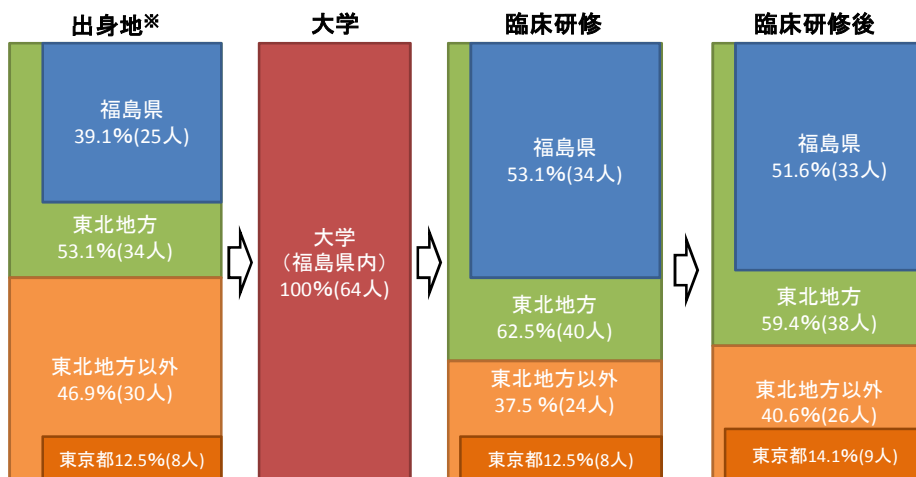 出身地※
大学
臨床研修
臨床研修後
福島県
39.1%(25人)
東北地方
53.1%(34人)
東北地方以外
46.9%(30人)
東京都12.5%(8人)
大学
（福島県内）
100%(64人)
福島県
53.1%(34人)
東北地方
62.5%(40人)
東北地方以外
37.5 %(24人)
東京都12.5%(8人)
福島県
51.6%(33人)
東北地方
59.4%(38人)
東北地方以外
40.6%(26人)
東京都14.1%(9人)